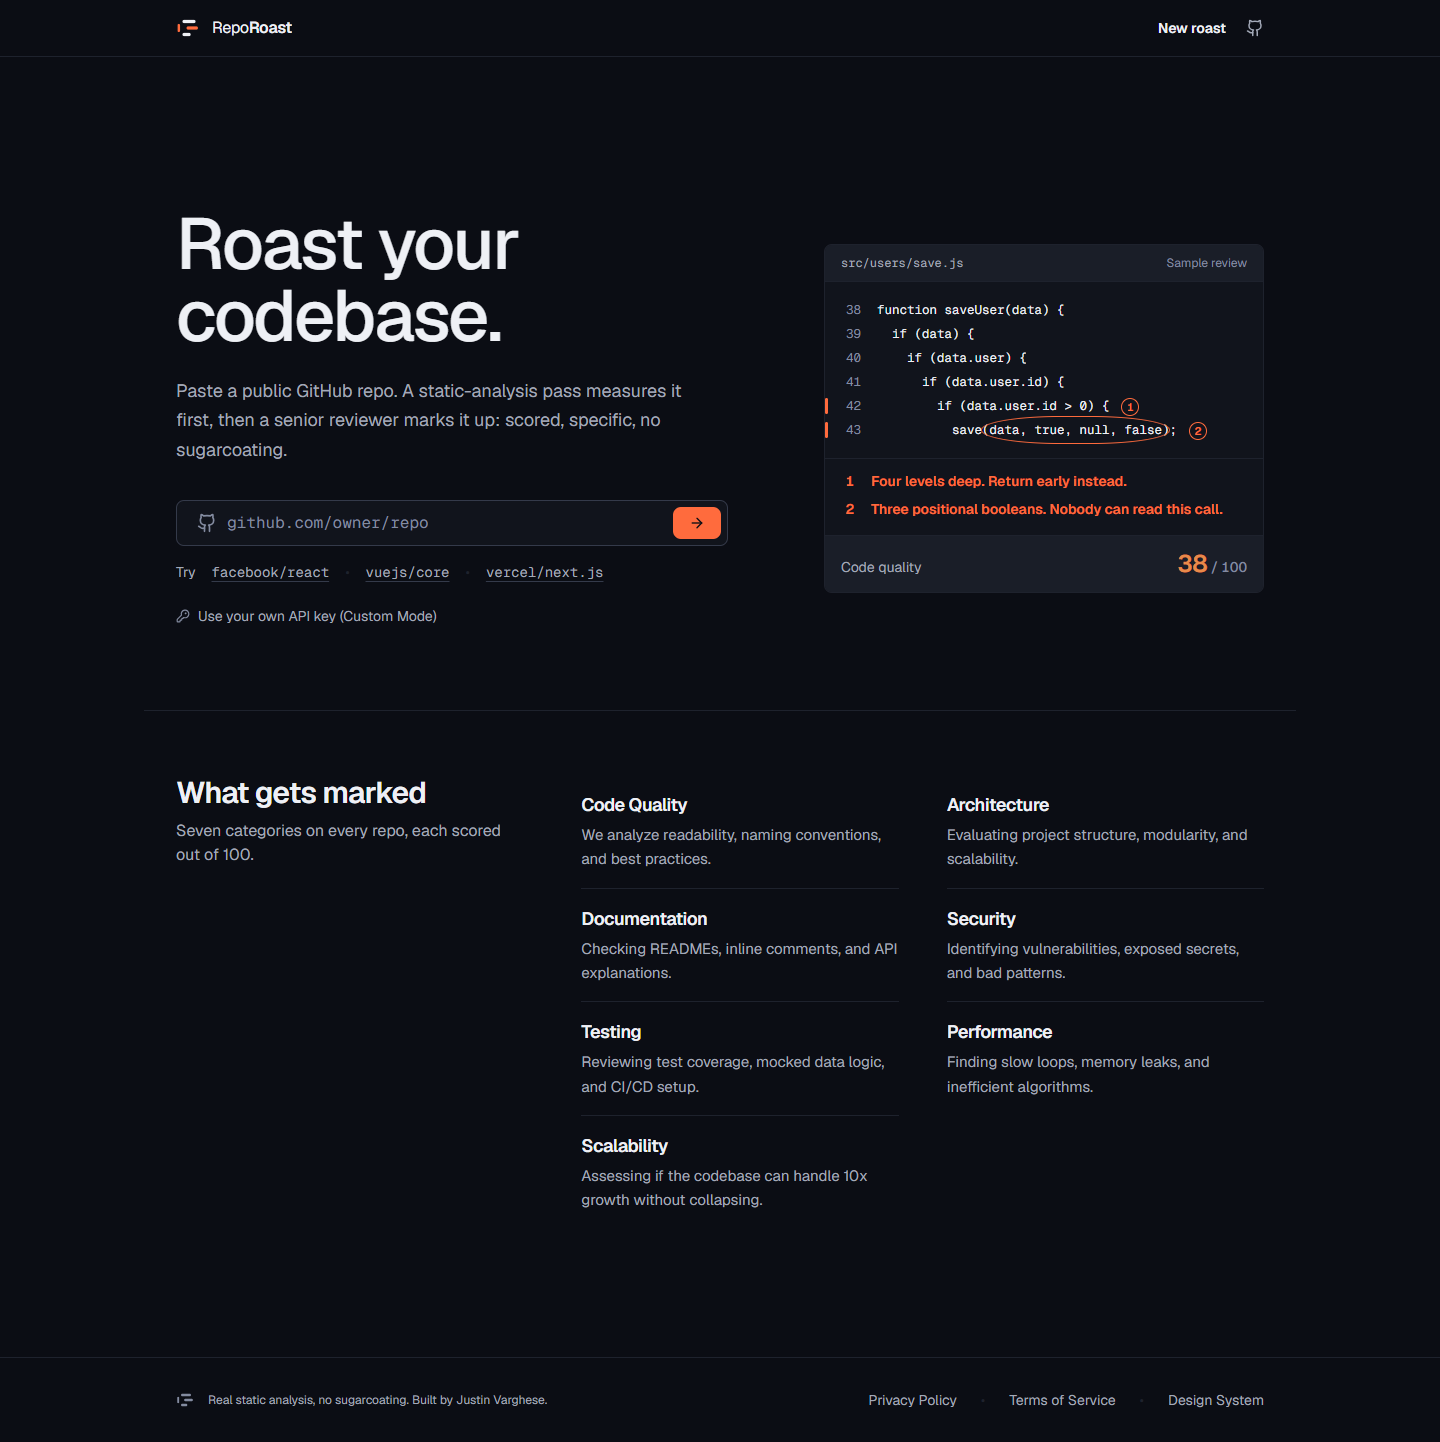 RepoRoast
New roast
Roast your
codebase.
Paste a public GitHub repo. A static-analysis pass measures it
first, then a senior reviewer marks it up: scored, specific, no
sugarcoating.
github.com/owner/repo
Try facebook/react · vuejs/core · vercel/next.js
Use your own API key (Custom Mode)
src/users/save.js Sample review
38 function saveUser(data) {
39 if (data) {
40 if (data.user) {
41 if (data.user.id) {
42 if (data.user.id > 0) { 1
43 save(data, true, null, false); 2
1 Four levels deep. Return early instead.
2 Three positional booleans. Nobody can read this call.
Code quality 38 / 100
What gets marked
Seven categories on every repo, each scored
out of 100.
Code Quality
We analyze readability, naming conventions,
and best practices.
Architecture
Evaluating project structure, modularity, and
scalability.
Documentation
Checking READMEs, inline comments, and API
explanations.
Security
Identifying vulnerabilities, exposed secrets,
and bad patterns.
Testing
Reviewing test coverage, mocked data logic,
and CI/CD setup.
Performance
Finding slow loops, memory leaks, and
inefficient algorithms.
Scalability
Assessing if the codebase can handle 10x
growth without collapsing.
Real static analysis, no sugarcoating. Built by Justin Varghese.
Privacy Policy · Terms of Service · Design System